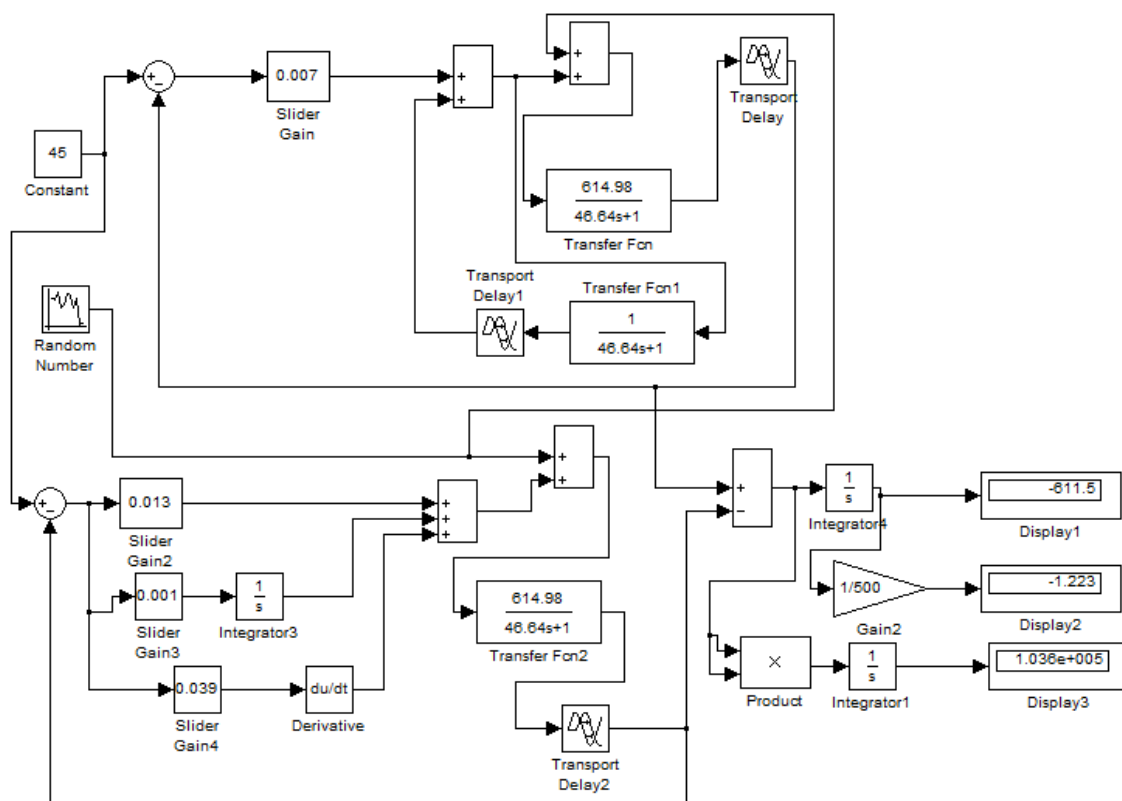 +
−
0.007
Slider
Gain
+
+
+
+
Transport
Delay
45
Constant
614.98
46.64s+1
Transfer Fcn
Transport
Delay1
Transfer Fcn1
1
46.64s+1
Random
Number
+
−
0.013
Slider
Gain2
+
+
+
+
+
0.001
Slider
Gain3
1
s
Integrator3
0.039
Slider
Gain4
du/dt
Derivative
614.98
46.64s+1
Transfer Fcn2
Transport
Delay2
+
−
1
s
Integrator4
-611.5
Display1
1/500
Gain2
-1.223
Display2
×
Product
1
s
Integrator1
1.036e+005
Display3